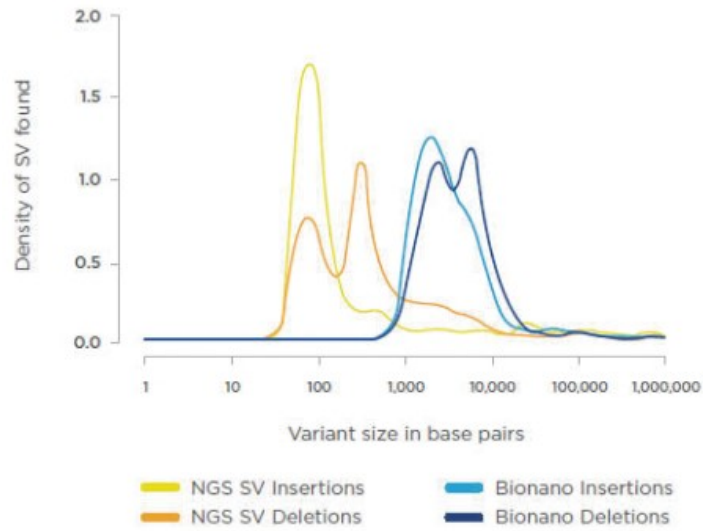 2.0
1.5
1.0
0.5
0.0
Density of SV found
1 10 100 1,000 10,000 100,000 1,000,000
Variant size in base pairs
NGS SV Insertions Bionano Insertions
NGS SV Deletions Bionano Deletions